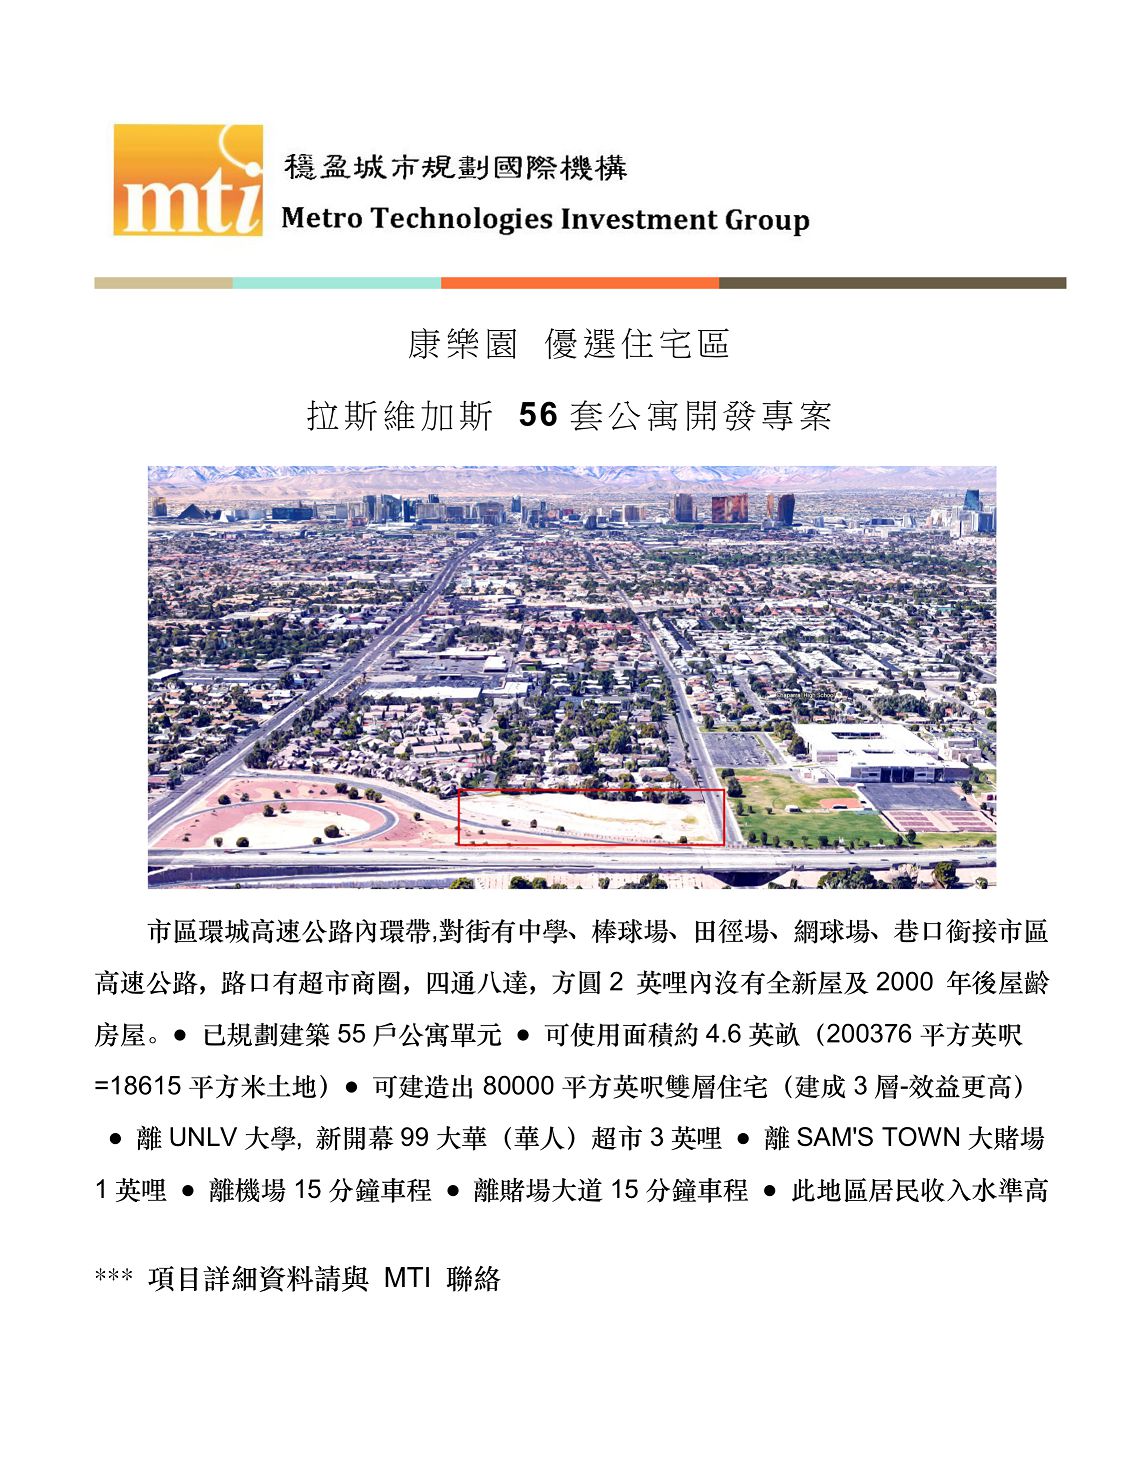 mti
穩盈城市規劃國際機構
Metro Technologies Investment Group
康樂園 優選住宅區
拉斯維加斯 56 套公寓開發專案
Chaparral High School
市區環城高速公路內環帶,對街有中學、棒球場、田徑場、網球場、巷口銜接市區
高速公路，路口有超市商圈，四通八達，方圓 2 英哩內沒有全新屋及 2000 年後屋齡
房屋。● 已規劃建築 55 戶公寓單元 ● 可使用面積約 4.6 英畝（200376 平方英呎
=18615 平方米土地）● 可建造出 80000 平方英呎雙層住宅（建成 3 層-效益更高）
● 離 UNLV 大學, 新開幕 99 大華（華人）超市 3 英哩 ● 離 SAM'S TOWN 大賭場
1 英哩 ● 離機場 15 分鐘車程 ● 離賭場大道 15 分鐘車程 ● 此地區居民收入水準高
*** 項目詳細資料請與 MTI 聯絡